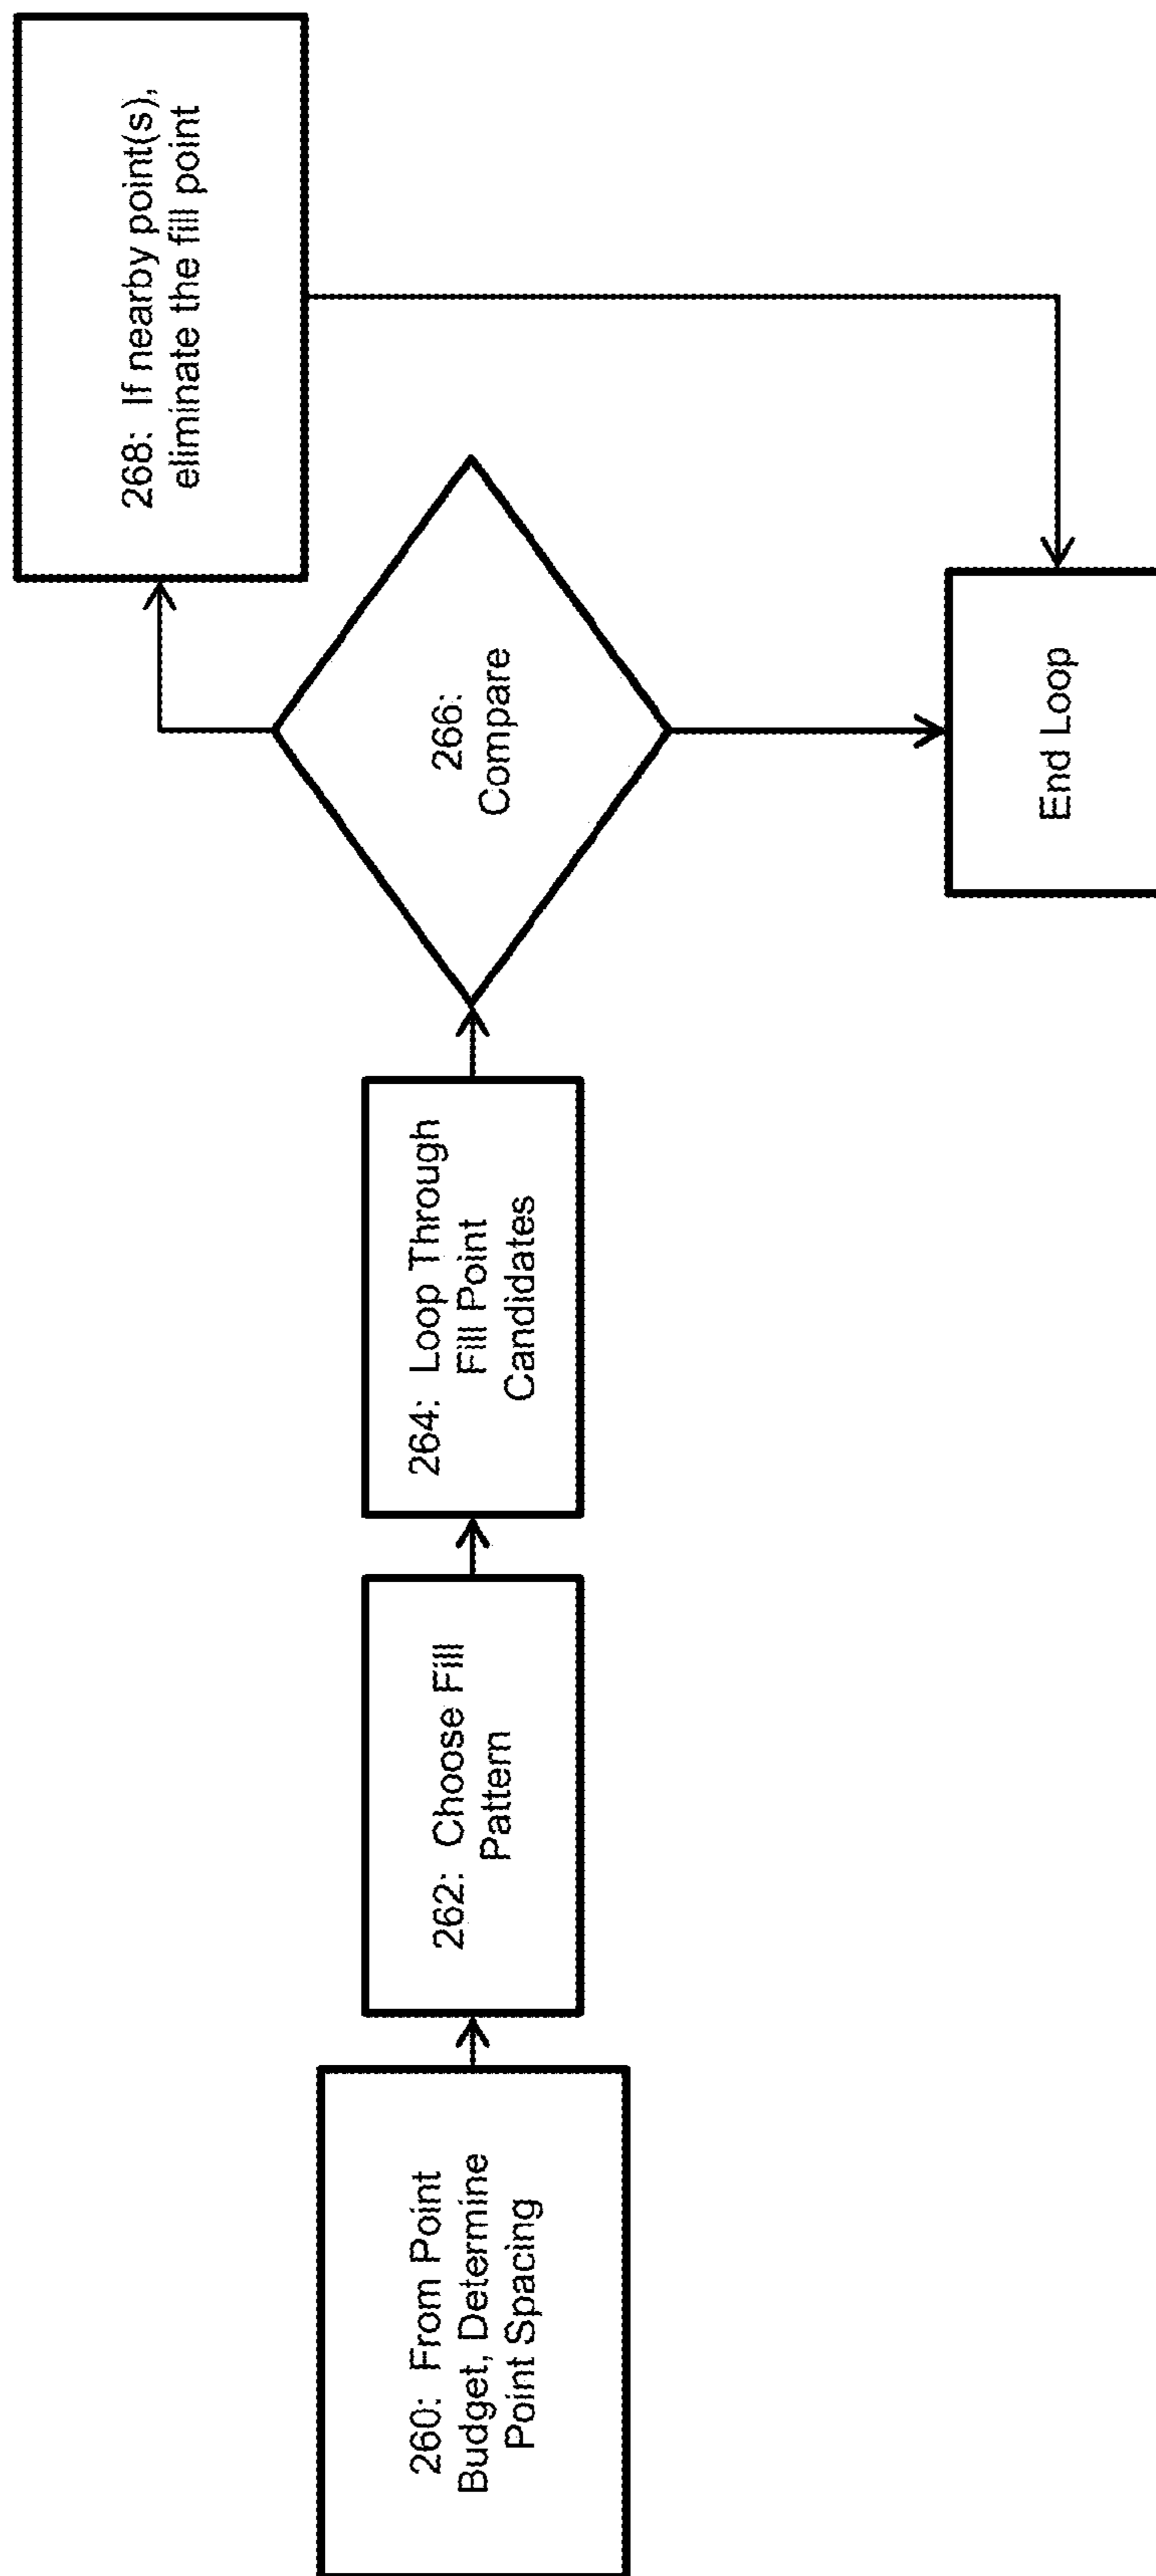 260: From Point
Budget, Determine
Point Spacing
262: Choose Fill
Pattern
264: Loop Through
Fill Point
Candidates
266:
Compare
268: If nearby point(s),
eliminate the fill point
End Loop